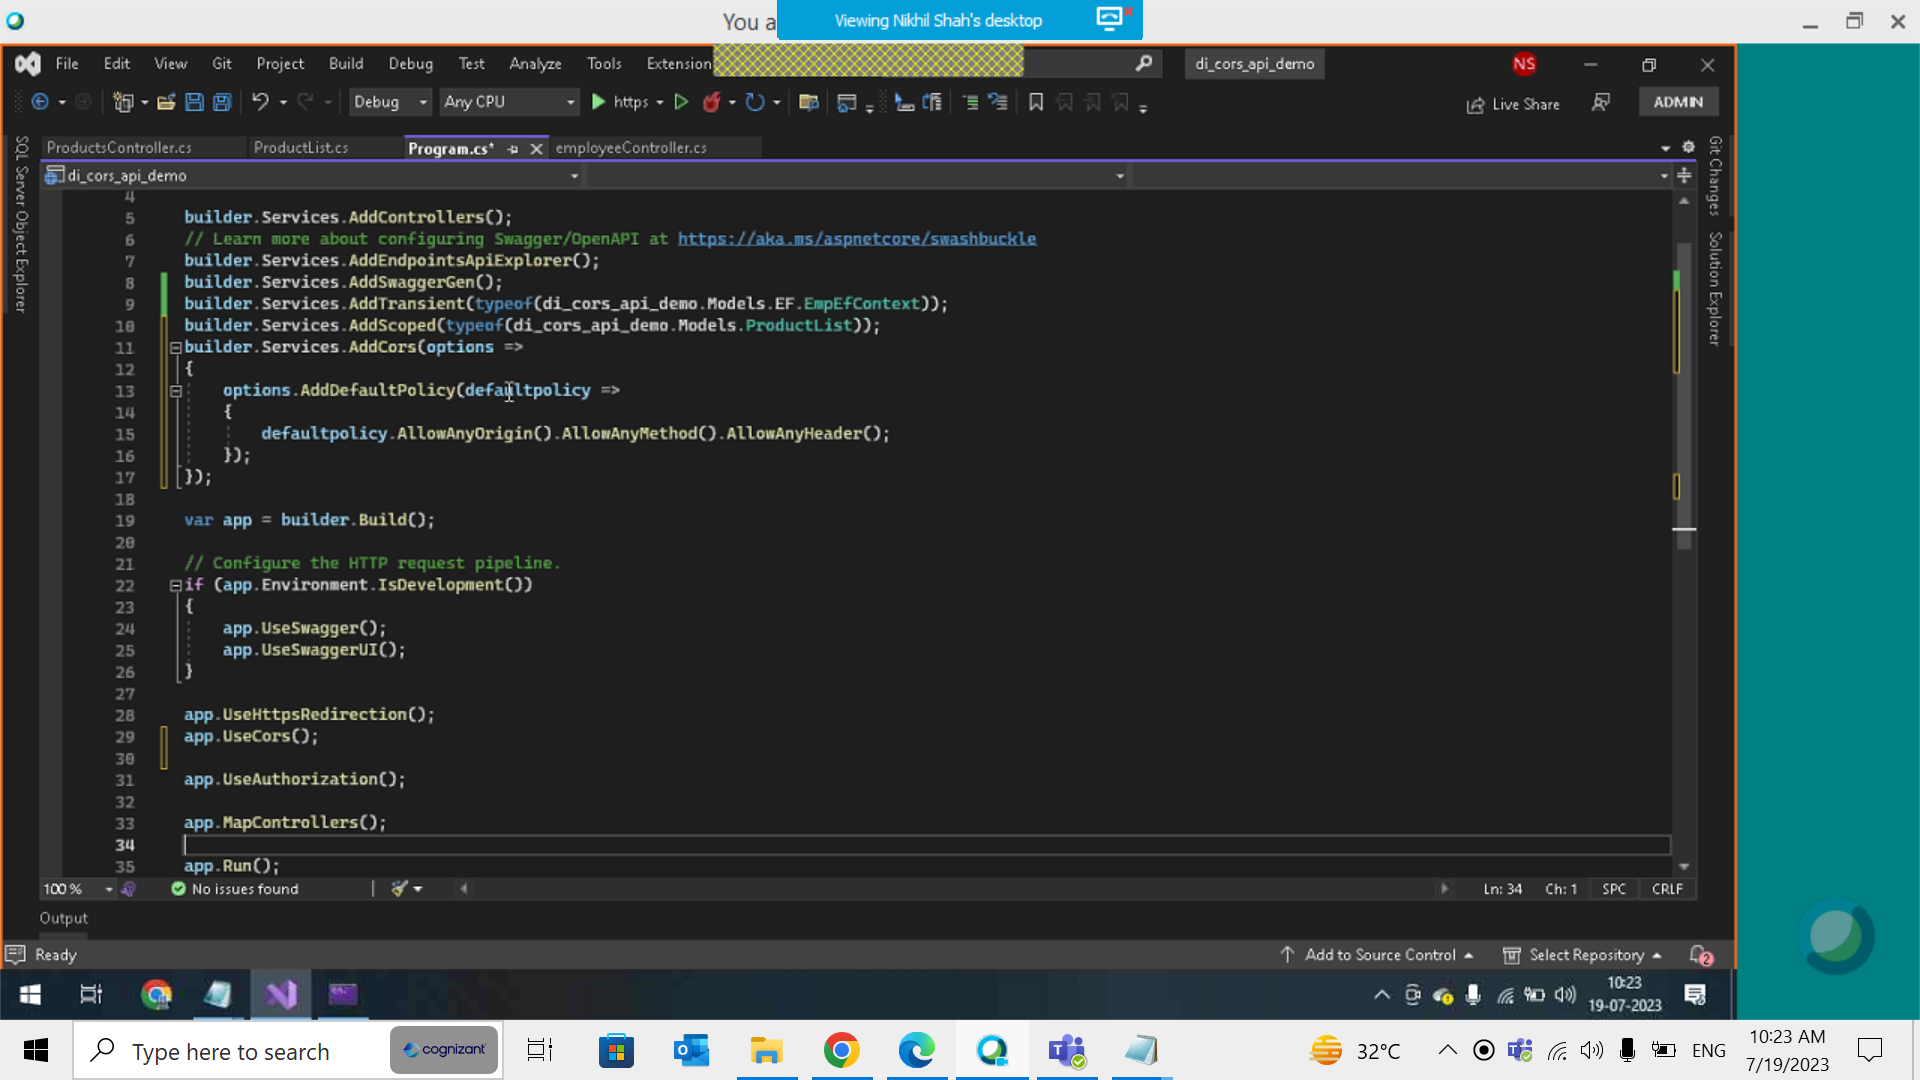 You a
Viewing Nikhil Shah's desktop
File Edit View Git Project Build Debug Test Analyze Tools Extension
di_cors_api_demo
NS
Debug Any CPU https
Live Share
ADMIN
ProductsController.cs ProductList.cs Program.cs* employeeController.cs
SQL Server Object Explorer
di_cors_api_demo
Git Changes
Solution Explorer
4
5 builder.Services.AddControllers();
6 // Learn more about configuring Swagger/OpenAPI at https://aka.ms/aspnetcore/swashbuckle
7 builder.Services.AddEndpointsApiExplorer();
8 builder.Services.AddSwaggerGen();
9 builder.Services.AddTransient(typeof(di_cors_api_demo.Models.EF.EmpEfContext));
10 builder.Services.AddScoped(typeof(di_cors_api_demo.Models.ProductList));
11 builder.Services.AddCors(options =>
12 {
13 options.AddDefaultPolicy(defaultpolicy =>
14 {
15 defaultpolicy.AllowAnyOrigin().AllowAnyMethod().AllowAnyHeader();
16 });
17 });
18
19 var app = builder.Build();
20
21 // Configure the HTTP request pipeline.
22 if (app.Environment.IsDevelopment())
23 {
24 app.UseSwagger();
25 app.UseSwaggerUI();
26 }
27
28 app.UseHttpsRedirection();
29 app.UseCors();
30
31 app.UseAuthorization();
32
33 app.MapControllers();
34
35 app.Run();
100 % No issues found Ln: 34 Ch: 1 SPC CRLF
Output
Ready Add to Source Control Select Repository 2
10:23
19-07-2023
Type here to search
cognizant
32°C
ENG
10:23 AM
7/19/2023